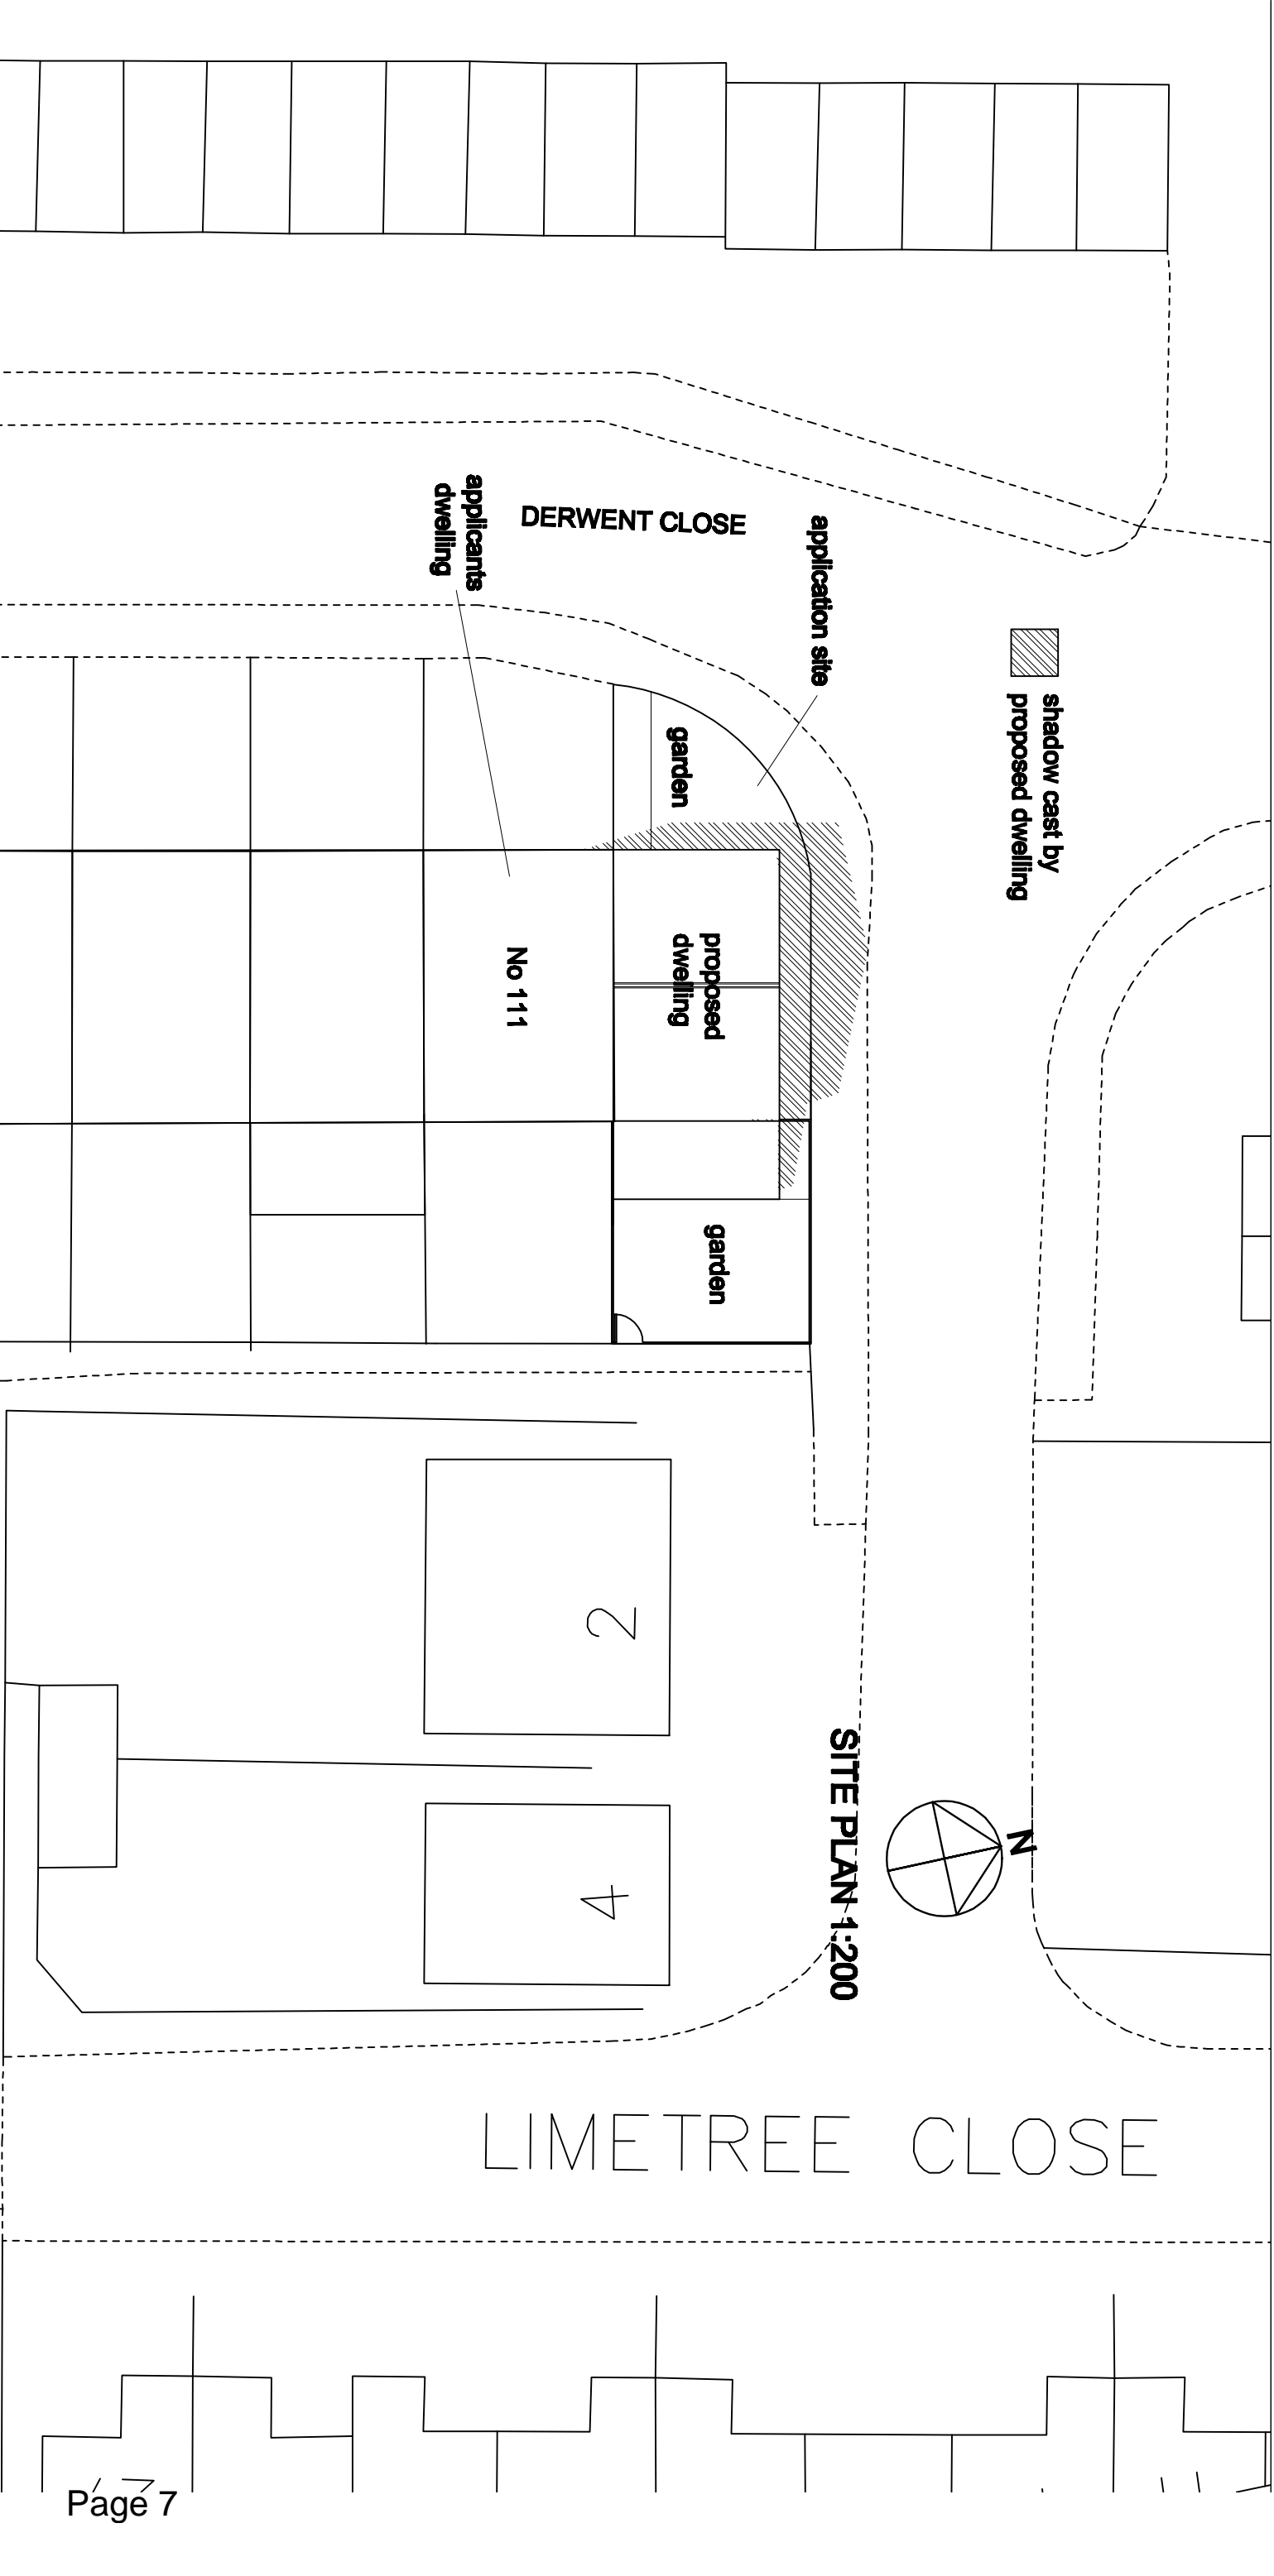 applicants
dwelling
DERWENT CLOSE
application site
shadow cast by
proposed dwelling
garden
No 111
proposed
dwelling
garden
2
SITE PLAN 1:200
N
4
LIMETREE CLOSE
Page 7